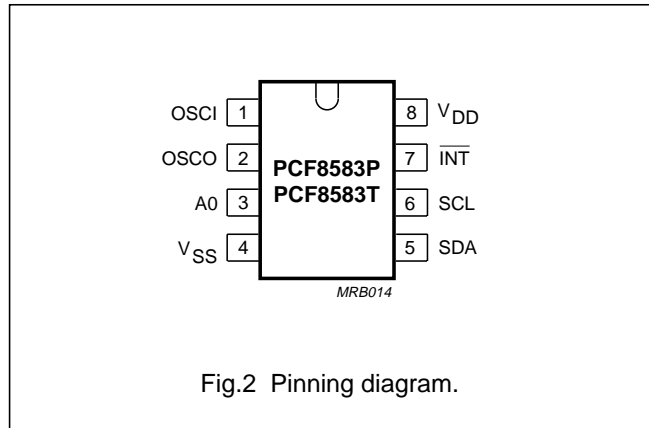 OSCI 1
OSCO 2
A0 3
VSS 4
PCF8583P
PCF8583T
8 VDD
7 INT
6 SCL
5 SDA
MRB014
Fig.2 Pinning diagram.